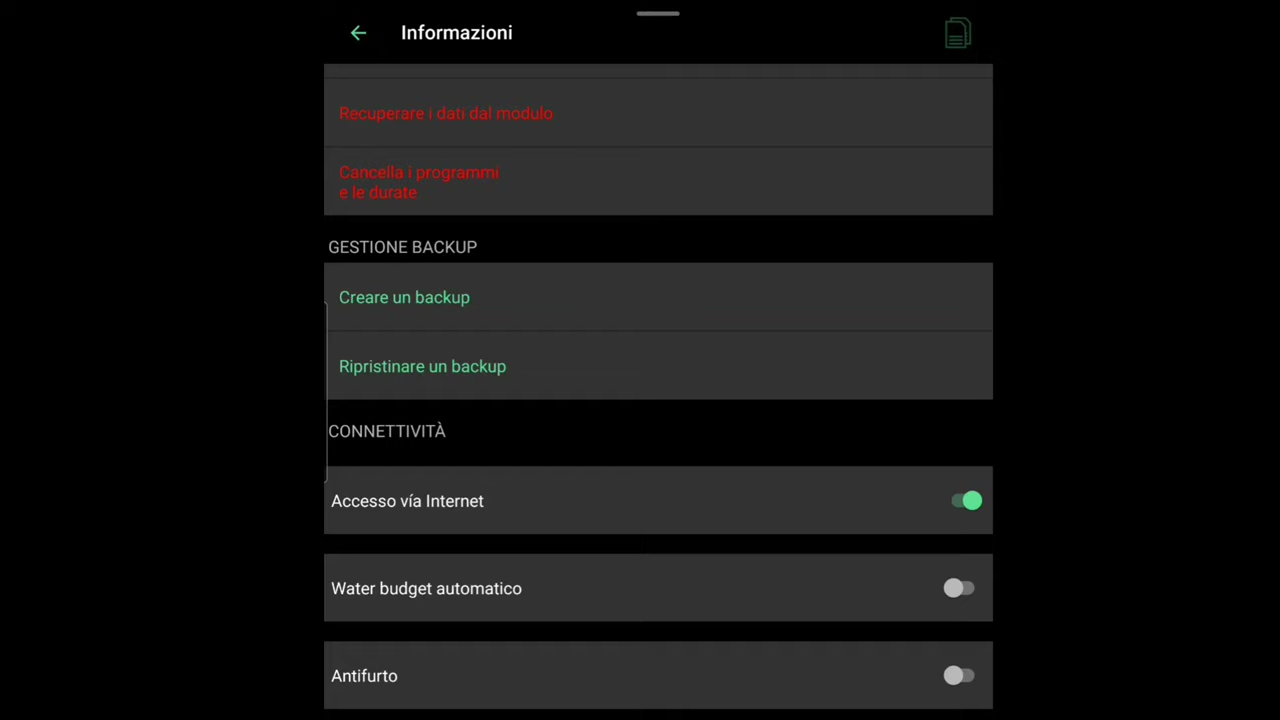 Informazioni
Recuperare i dati dal modulo
Cancella i programmi
e le durate
GESTIONE BACKUP
Creare un backup
Ripristinare un backup
CONNETTIVITÀ
Accesso vía Internet
Water budget automatico
Antifurto